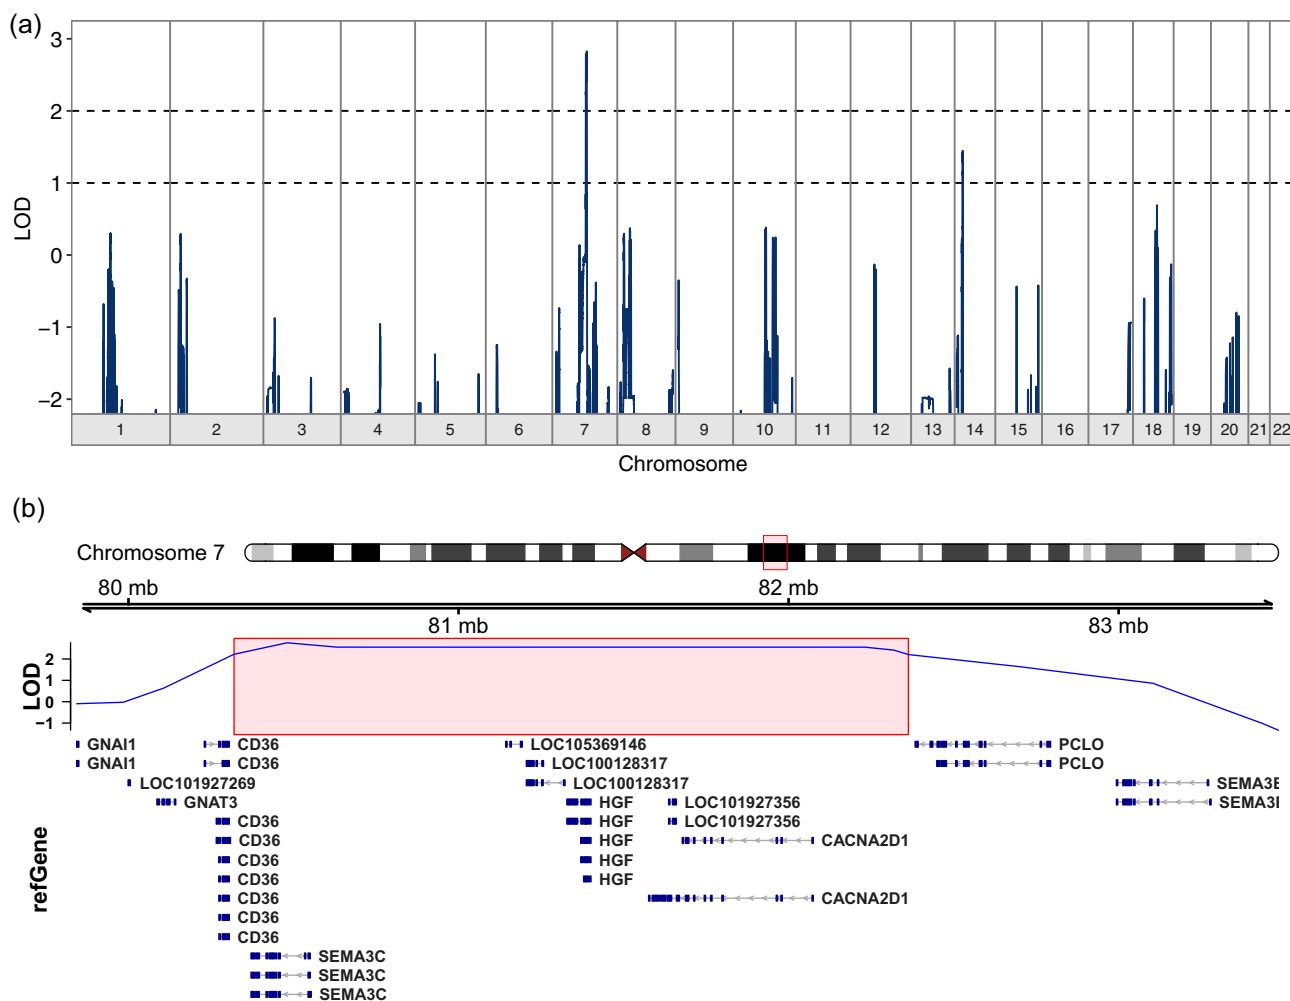 (a)
3
2
1
0
−1
−2
LOD
1 2 3 4 5 6 7 8 9 10 11 12 13 14 15 16 17 18 19 20 21 22
Chromosome
(b)
Chromosome 7
80 mb 82 mb
81 mb 83 mb
LOD
2
1
0
−1
refGene
GNAI1 CD36 LOC105369146 PCLO
GNAI1 CD36 LOC100128317 PCLO
LOC101927269 LOC100128317 SEMA3E
GNAT3 HGF LOC101927356 SEMA3I
CD36 HGF LOC101927356
CD36 HGF CACNA2D1
CD36 HGF
CD36 HGF
CD36 CACNA2D1
CD36
CD36
SEMA3C
SEMA3C
SEMA3C